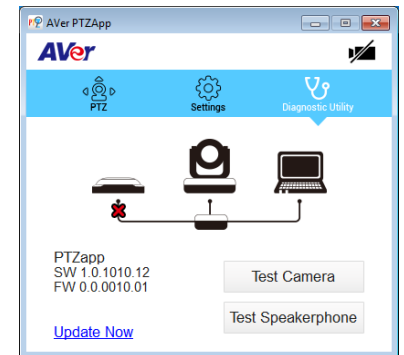 AVer PTZApp
AVer
PTZ
Settings
Diagnostic Utility
PTZapp
SW 1.0.1010.12
FW 0.0.0010.01
Test Camera
Test Speakerphone
Update Now